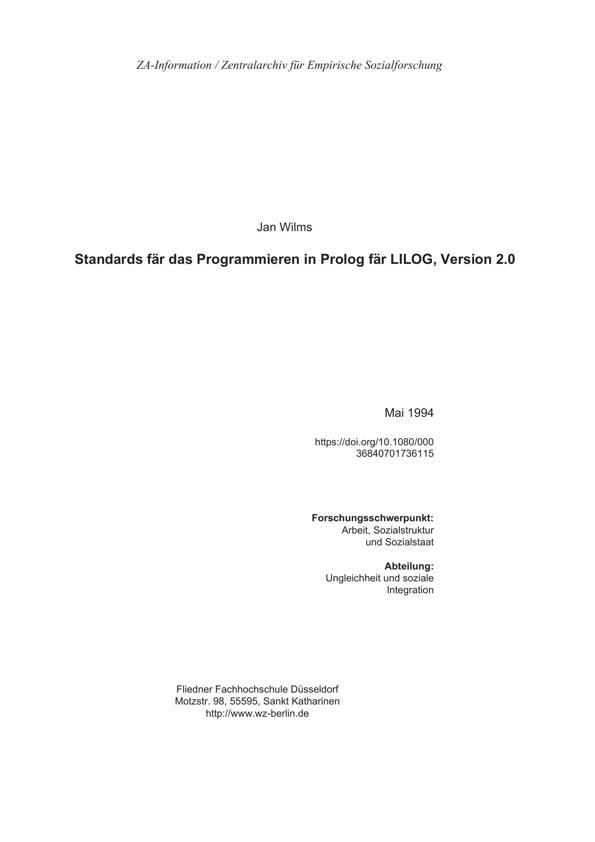 ZA-Information / Zentralarchiv für Empirische Sozialforschung
Jan Wilms
Standards fär das Programmieren in Prolog fär LILOG, Version 2.0
Mai 1994
https://doi.org/10.1080/000
36840701736115
Forschungsschwerpunkt:
Arbeit, Sozialstruktur
und Sozialstaat
Abteilung:
Ungleichheit und soziale
Integration
Fliedner Fachhochschule Düsseldorf
Motzstr. 98, 55595, Sankt Katharinen
http://www.wz-berlin.de